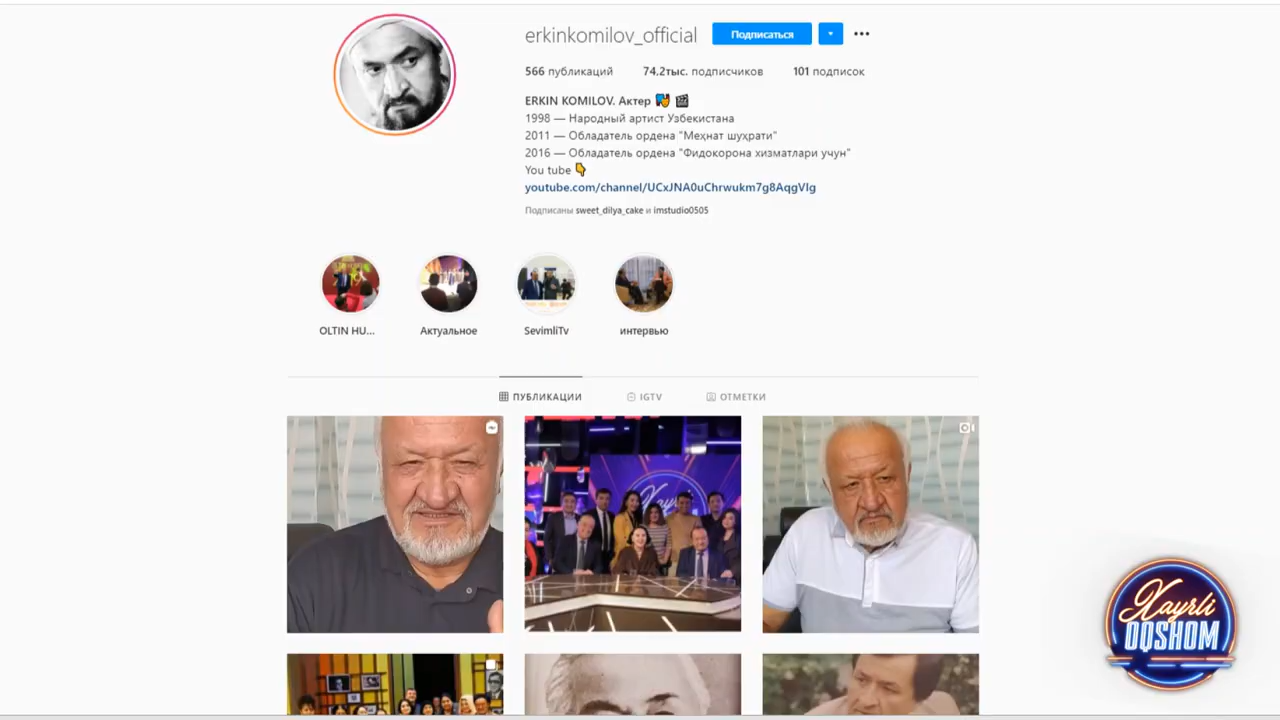 erkinkomilov_official
Подписаться
566 публикаций 74,2тыс. подписчиков 101 подписок
ERKIN KOMILOV. Актер
1998 — Народный артист Узбекистана
2011 — Обладатель ордена "Меҳнат шуҳрати"
2016 — Обладатель ордена "Фидокорона хизматлари учун"
You tube
youtube.com/channel/UCxJNA0uChrwukm7g8AqgVIg
Подписаны sweet_dilya_cake и imstudio0505
OLTIN HU... Актуальное SevimliTv интервью
ПУБЛИКАЦИИ IGTV ОТМЕТКИ
Xayrli
Xayrli
OQSHOM